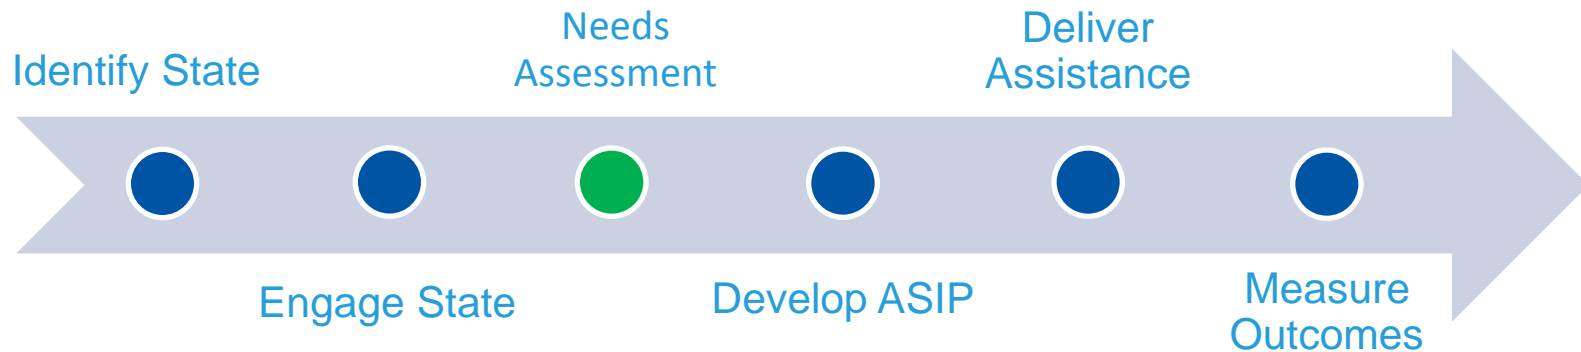 Identify State
Engage State
Needs
Assessment
Develop ASIP
Deliver
Assistance
Measure
Outcomes